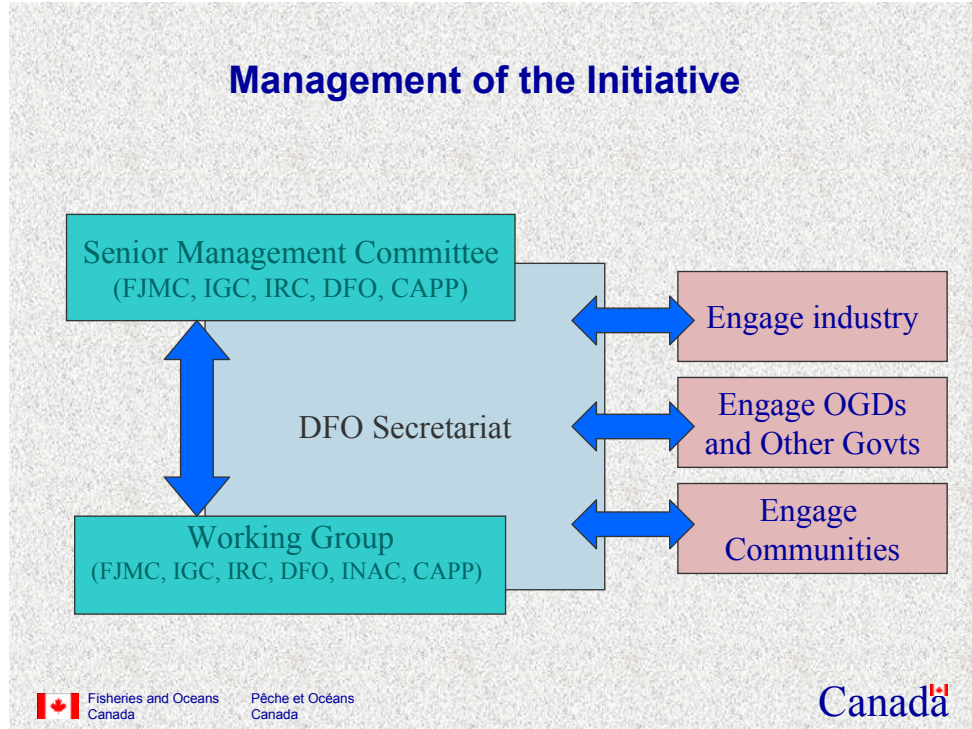 Management of the Initiative
Senior Management Committee
(FJMC, IGC, IRC, DFO, CAPP)
Engage industry
DFO Secretariat
Engage OGDs
and Other Govts
Working Group
(FJMC, IGC, IRC, DFO, INAC, CAPP)
Engage
Communities
Fisheries and Oceans
Canada
Pêche et Océans
Canada
Canada